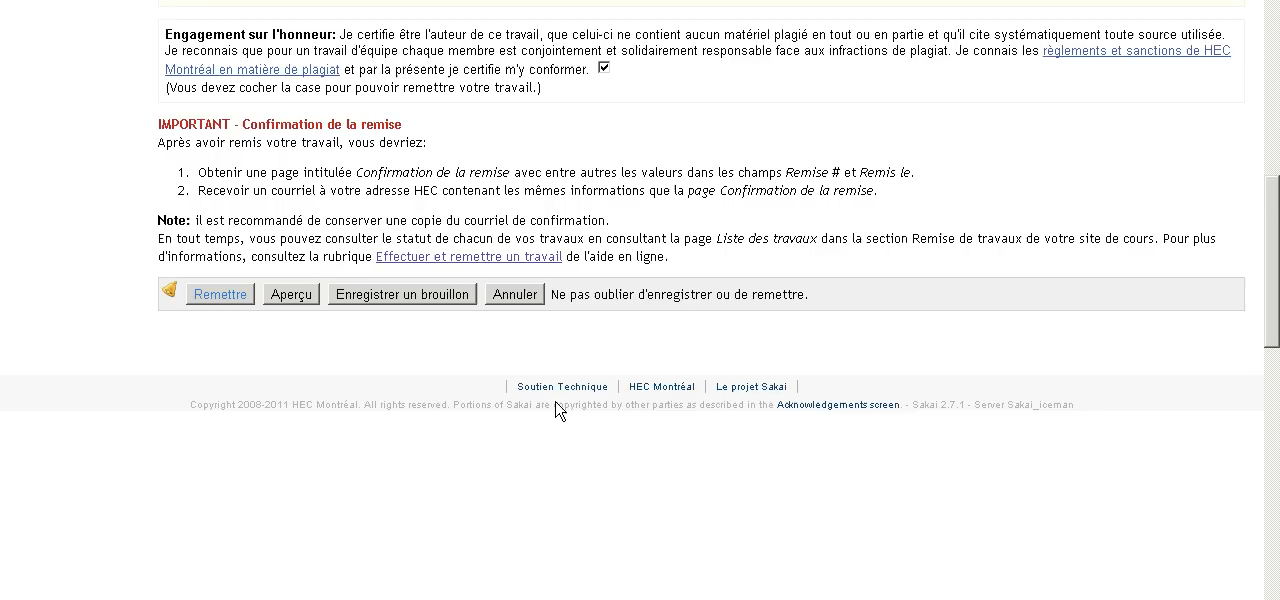 Engagement sur l'honneur: Je certifie être l'auteur de ce travail, que celui-ci ne contient aucun matériel plagié en tout ou en partie et qu'il cite systématiquement toute source utilisée.
Je reconnais que pour un travail d'équipe chaque membre est conjointement et solidairement responsable face aux infractions de plagiat. Je connais les règlements et sanctions de HEC
Montréal en matière de plagiat et par la présente je certifie m'y conformer.
(Vous devez cocher la case pour pouvoir remettre votre travail.)
IMPORTANT - Confirmation de la remise
Après avoir remis votre travail, vous devriez:
1. Obtenir une page intitulée Confirmation de la remise avec entre autres les valeurs dans les champs Remise # et Remis le.
2. Recevoir un courriel à votre adresse HEC contenant les mêmes informations que la page Confirmation de la remise.
Note: il est recommandé de conserver une copie du courriel de confirmation.
En tout temps, vous pouvez consulter le statut de chacun de vos travaux en consultant la page Liste des travaux dans la section Remise de travaux de votre site de cours. Pour plus
d'informations, consultez la rubrique Effectuer et remettre un travail de l'aide en ligne.
Remettre Aperçu Enregistrer un brouillon Annuler Ne pas oublier d'enregistrer ou de remettre.
Soutien Technique | HEC Montréal | Le projet Sakai |
Copyright 2008-2011 HEC Montréal. All rights reserved. Portions of Sakai are copyrighted by other parties as described in the Acknowledgements screen. - Sakai 2.7.1 - Server Sakai_iceman